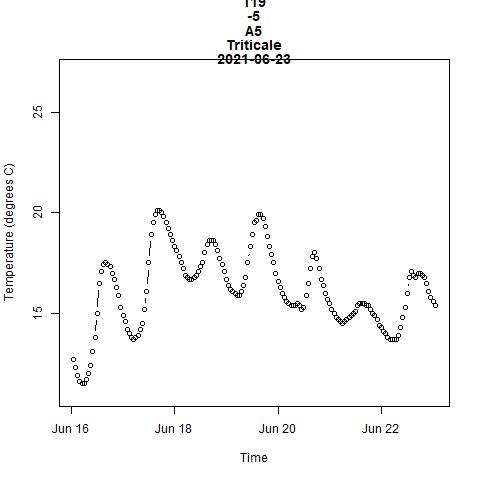 T19
-5
A5
Triticale
2021-06-23
Temperature (degrees C)
25
20
15
Jun 16
Jun 18
Jun 20
Jun 22
Time